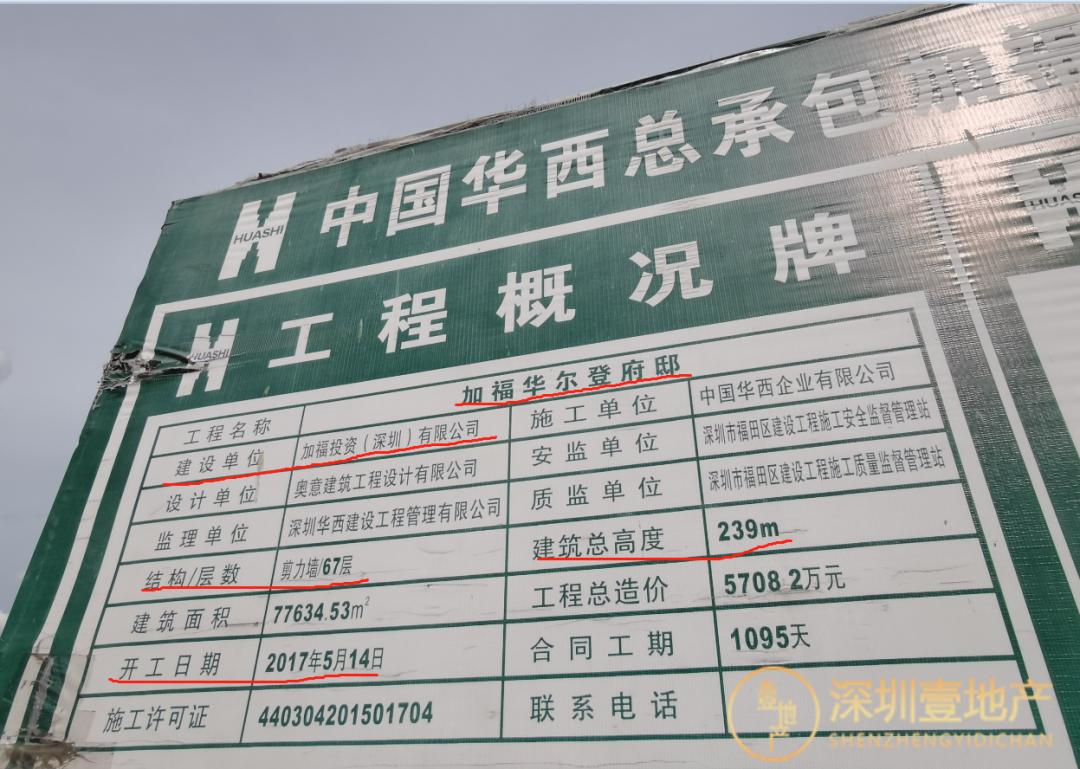 中国华西总承包加福
HUASHI
工程概况牌
HUASHI
HUASHI
工程名称 加福华尔登府邸
建设单位 加福投资（深圳）有限公司 施工单位 中国华西企业有限公司
设计单位 奥意建筑工程设计有限公司 安监单位 深圳市福田区建设工程施工安全监督管理站
监理单位 深圳华西建设工程管理有限公司 质监单位 深圳市福田区建设工程施工质量监督管理站
结构/层数 剪力墙/67层 建筑总高度 239m
建筑面积 77634.53m² 工程总造价 5708.2万元
开工日期 2017年5月14日 合同工期 1095天
施工许可证 440304201501704 联系电话
壹地产 深圳壹地产
SHENZHENGYIDICHAN